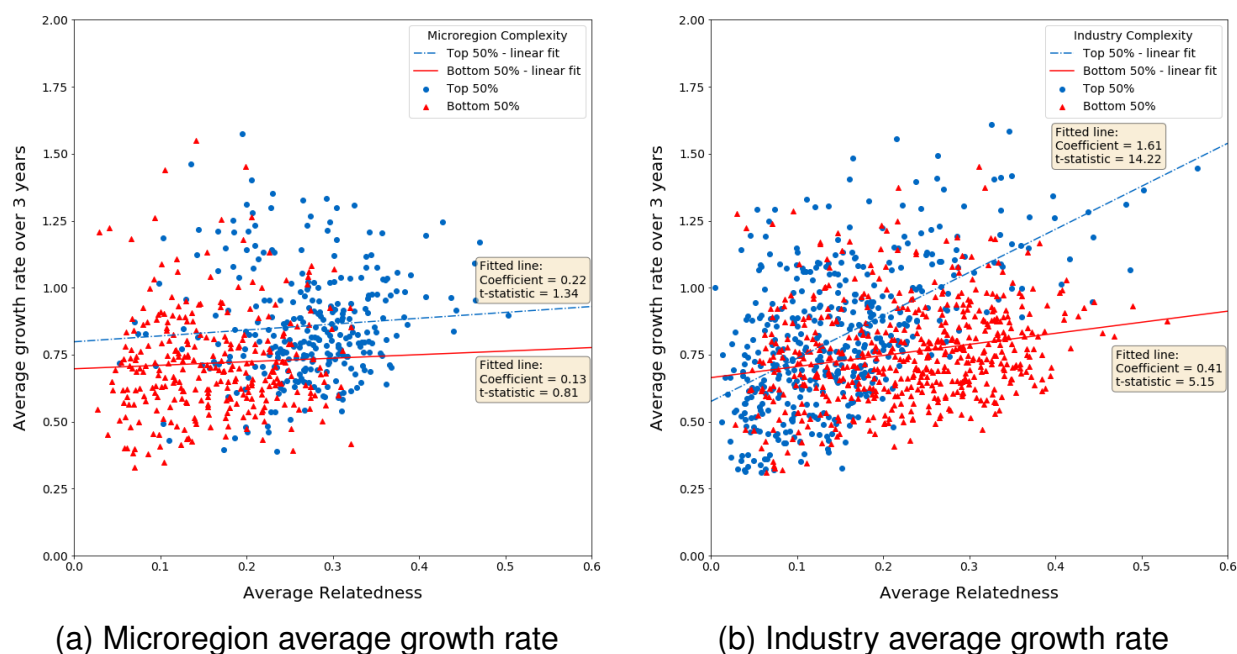 2.00
1.75
1.50
1.25
1.00
0.75
0.50
0.25
0.00
Average growth rate over 3 years
Microregion Complexity
Top 50% - linear fit
Bottom 50% - linear fit
Top 50%
Bottom 50%
Fitted line:
Coefficient = 0.22
t-statistic = 1.34
Fitted line:
Coefficient = 0.13
t-statistic = 0.81
0.0 0.1 0.2 0.3 0.4 0.5 0.6
Average Relatedness
(a) Microregion average growth rate
2.00
1.75
1.50
1.25
1.00
0.75
0.50
0.25
0.00
Average growth rate over 3 years
Industry Complexity
Top 50% - linear fit
Bottom 50% - linear fit
Top 50%
Bottom 50%
Fitted line:
Coefficient = 1.61
t-statistic = 14.22
Fitted line:
Coefficient = 0.41
t-statistic = 5.15
0.0 0.1 0.2 0.3 0.4 0.5 0.6
Average Relatedness
(b) Industry average growth rate